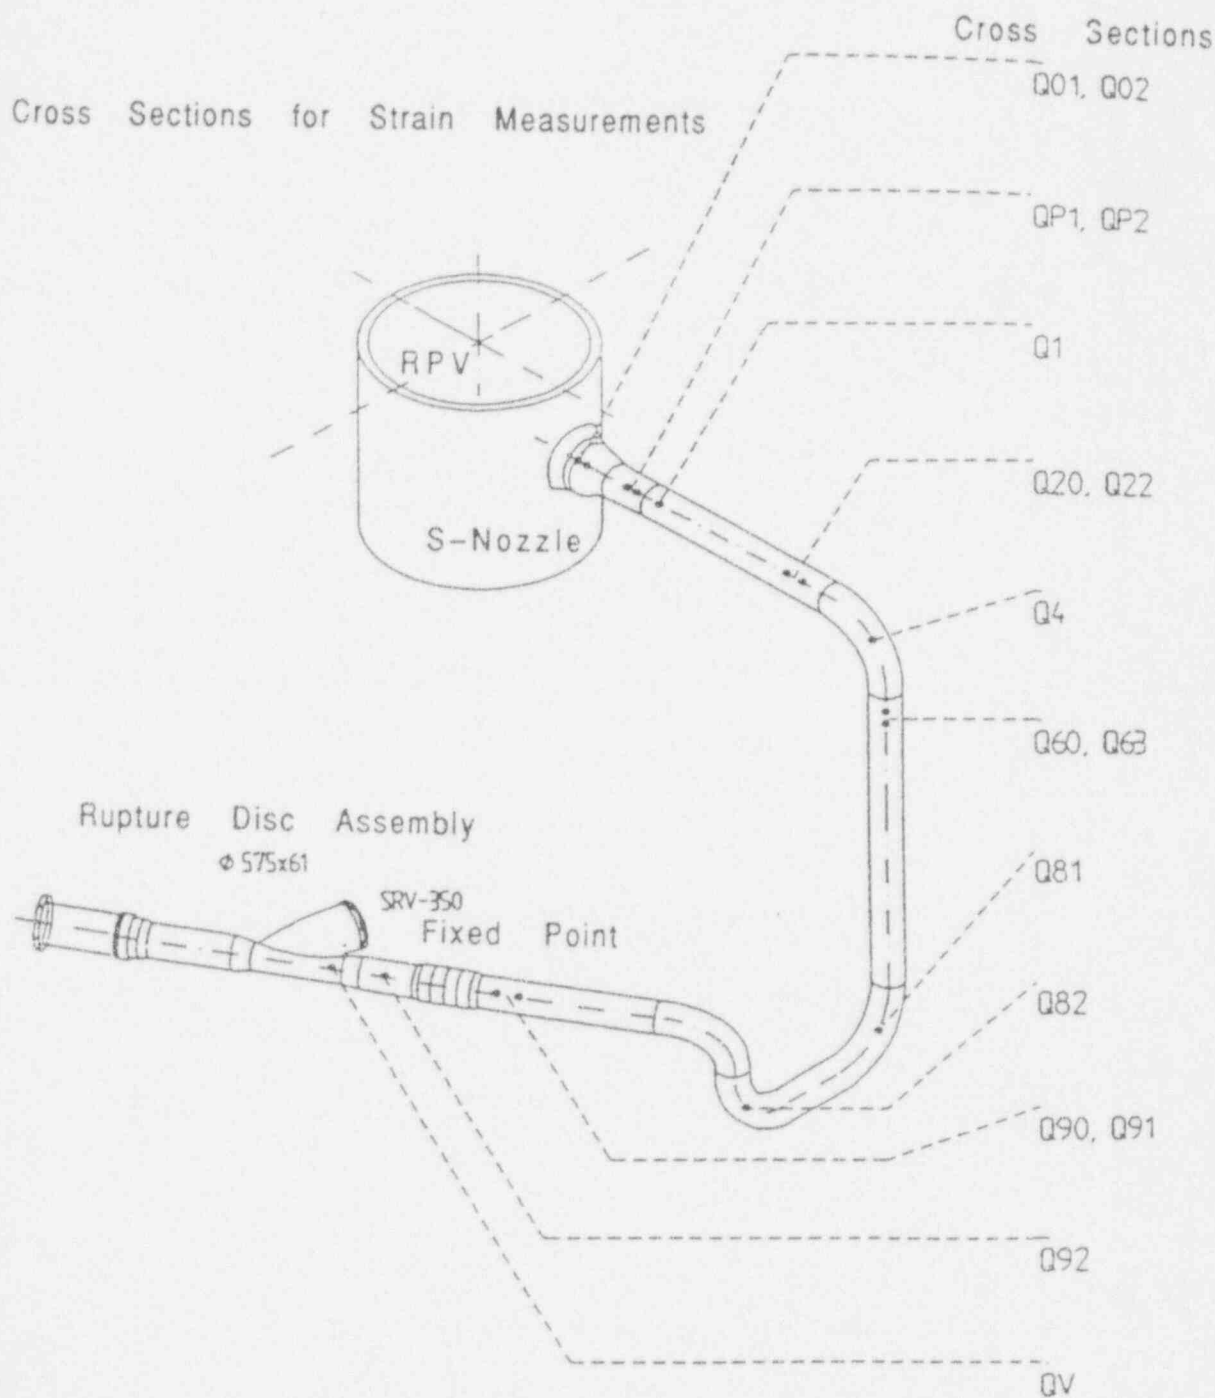 Cross Sections
Q01, Q02
Cross Sections for Strain Measurements
QP1, QP2
Q1
RPV
Q20, Q22
S-Nozzle
Q4
Q60, Q63
Rupture Disc Assembly
Φ 575x61
Q81
SRV-350
Fixed Point
Q82
Q90, Q91
Q92
QV